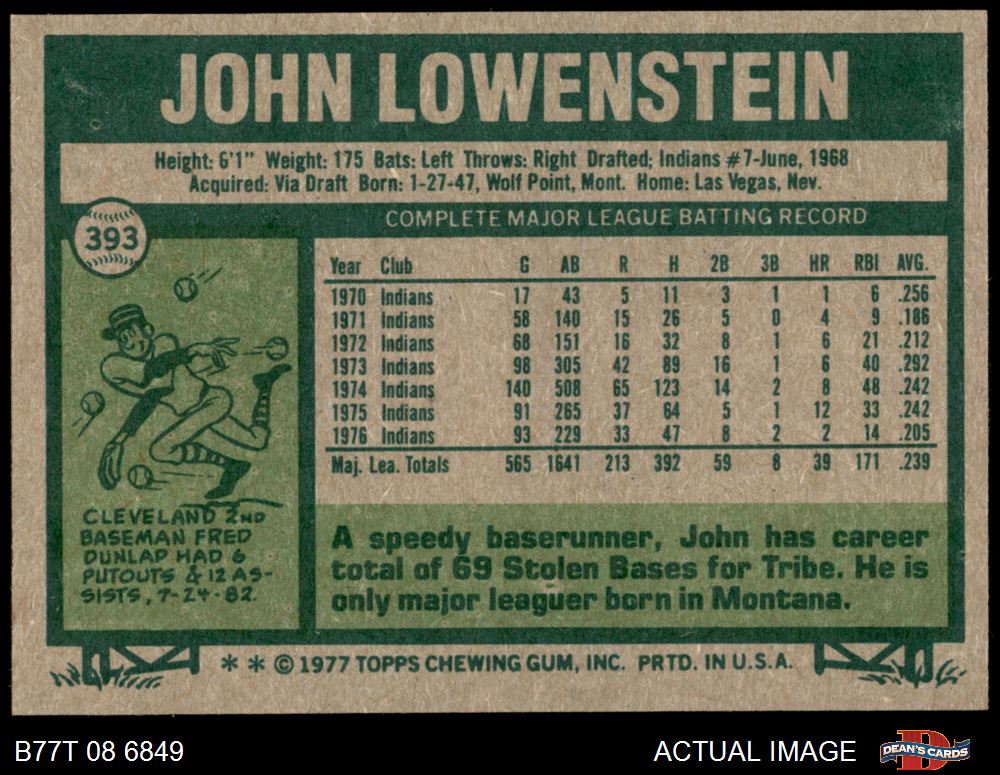 JOHN LOWENSTEIN
Height: 6'1" Weight: 175 Bats: Left Throws: Right Drafted; Indians #7-June, 1968
Acquired: Via Draft Born: 1-27-47, Wolf Point, Mont. Home: Las Vegas, Nev.
393
COMPLETE MAJOR LEAGUE BATTING RECORD
Year Club G AB R H 2B 3B HR RBI AVG.
1970 Indians 17 43 5 11 3 1 1 6 .256
1971 Indians 58 140 15 26 5 0 4 9 .186
1972 Indians 68 151 16 32 8 1 6 21 .212
1973 Indians 98 305 42 89 16 1 6 40 .292
1974 Indians 140 508 65 123 14 2 8 48 .242
1975 Indians 91 265 37 64 5 1 12 33 .242
1976 Indians 93 229 33 47 8 2 2 14 .205
Maj. Lea. Totals 565 1641 213 392 59 8 39 171 .239
CLEVELAND 2ND
BASEMAN FRED
DUNLAP HAD 6
PUTOUTS & 12 AS-
SISTS, 7-24-82.
A speedy baserunner, John has career
total of 69 Stolen Bases for Tribe. He is
only major leaguer born in Montana.
* * © 1977 TOPPS CHEWING GUM, INC. PRTD. IN U.S.A.
B77T 08 6849
ACTUAL IMAGE
D
DEAN'S CARDS